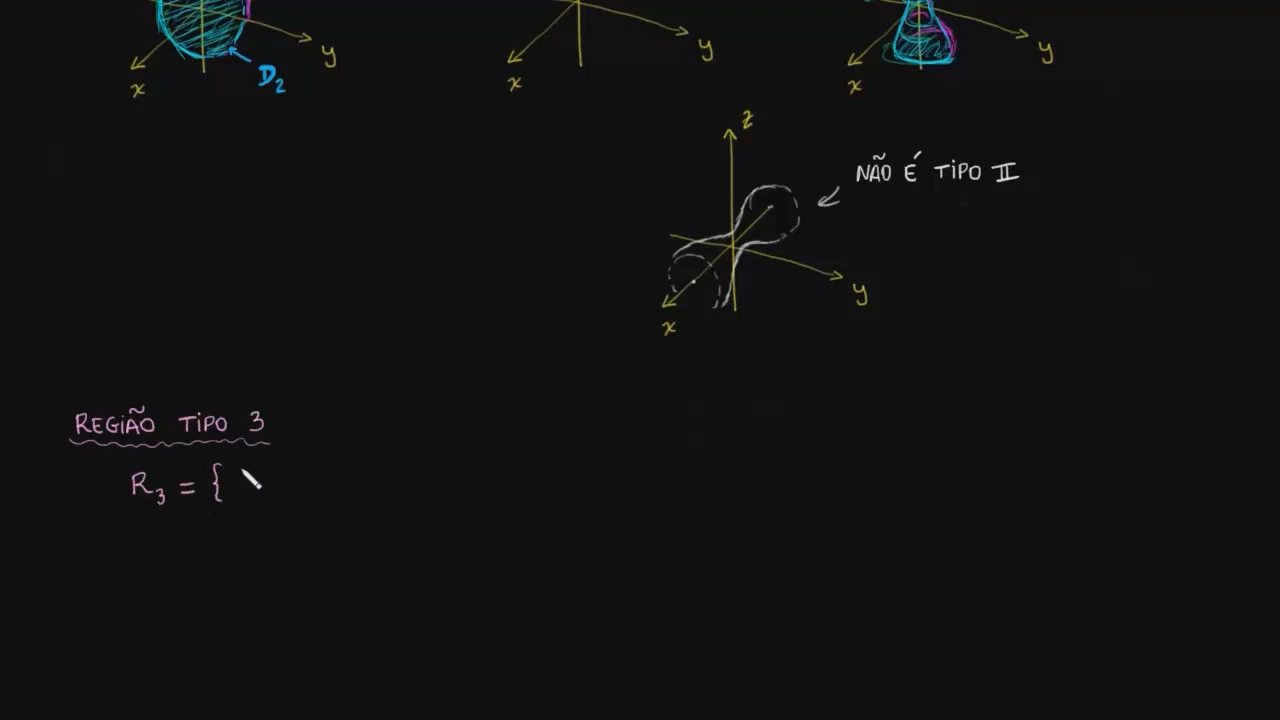 y
x
D₂
y
x
y
x
z
NÃO É TIPO II
y
x
REGIÃO TIPO 3
R₃ = {